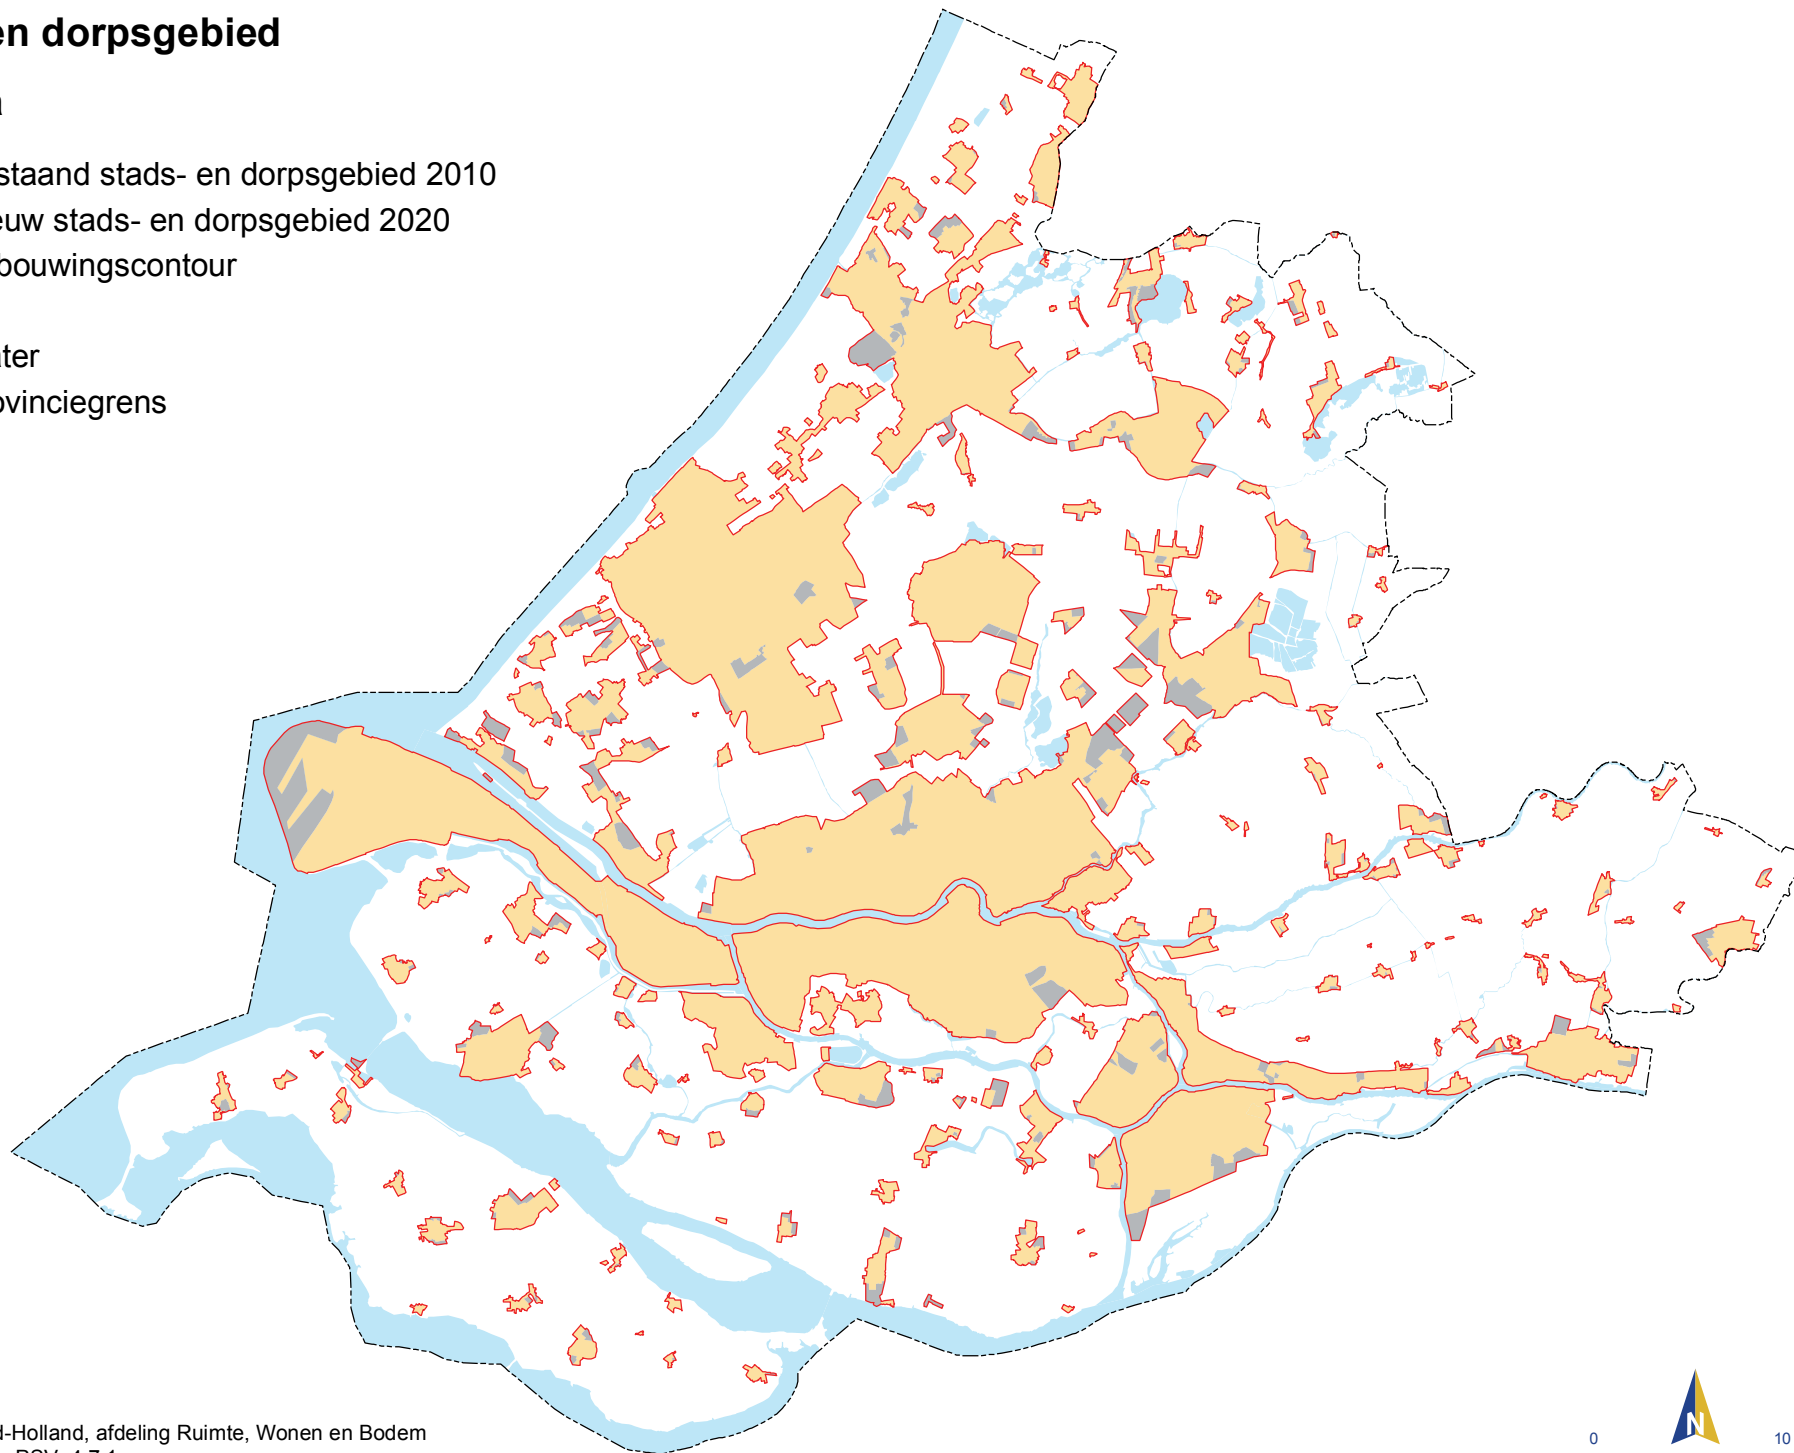 en dorpsgebied
staand stads- en dorpsgebied 2010
euw stads- en dorpsgebied 2020
bouwingscontour
ter
ovinciegrens
d-Holland, afdeling Ruimte, Wonen en Bodem
N
0 10